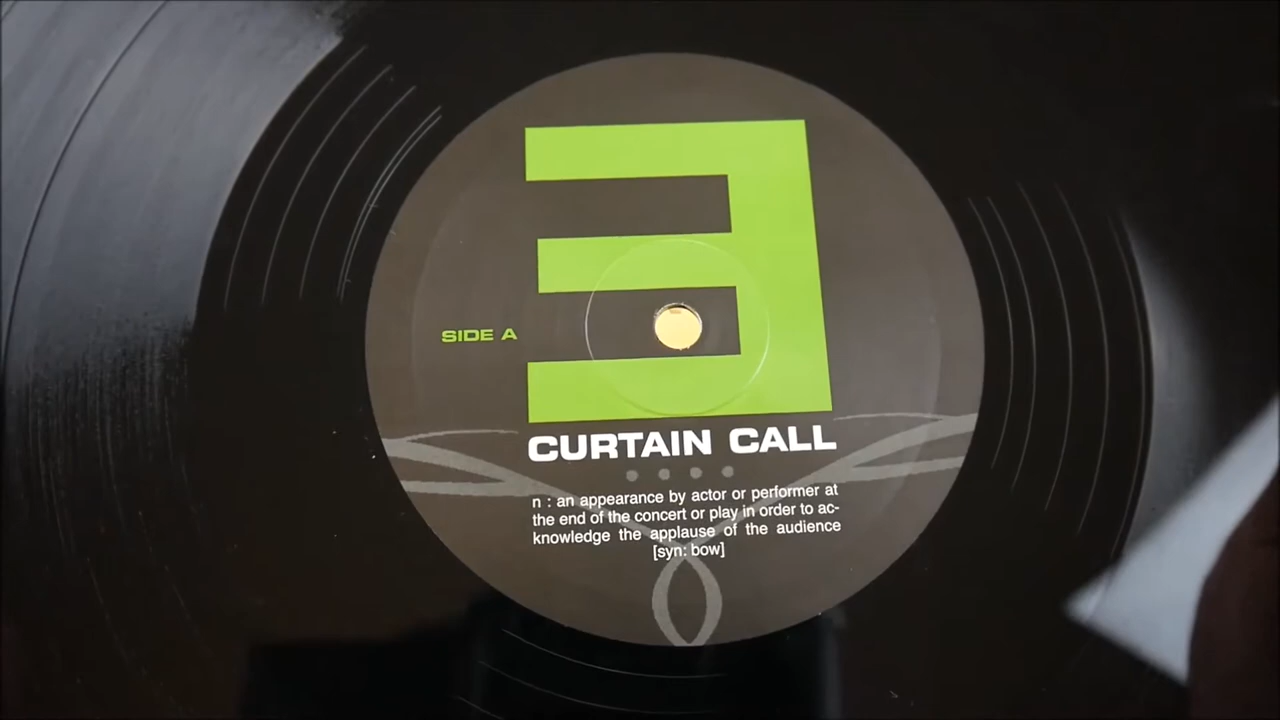 Ǝ
SIDE A
CURTAIN CALL
n : an appearance by actor or performer at
the end of the concert or play in order to ac-
knowledge the applause of the audience
[syn: bow]